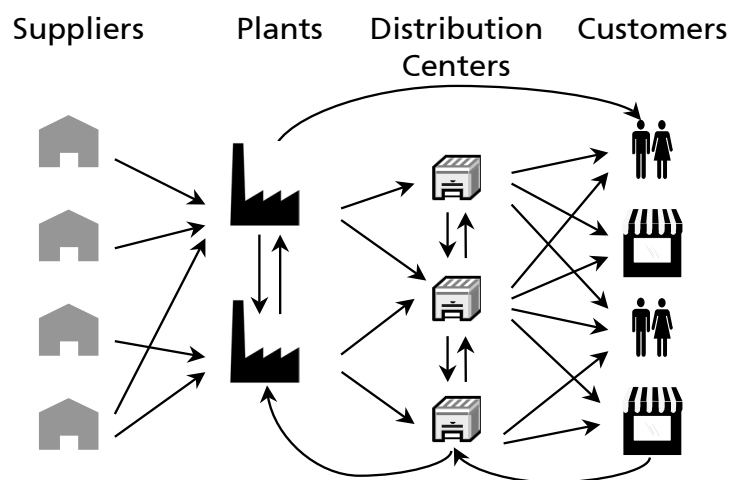 Suppliers
Plants
Distribution
Centers
Customers